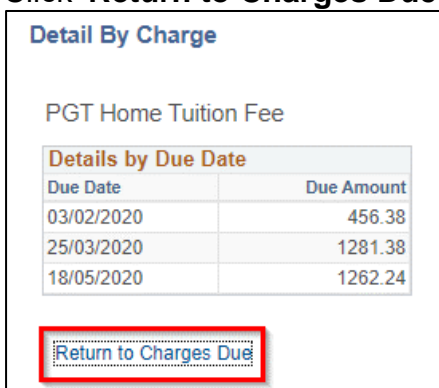 Click 'Return to Charges Due
Detail By Charge
PGT Home Tuition Fee
Details by Due Date
Due Date Due Amount
03/02/2020 456.38
25/03/2020 1281.38
18/05/2020 1262.24
Return to Charges Due